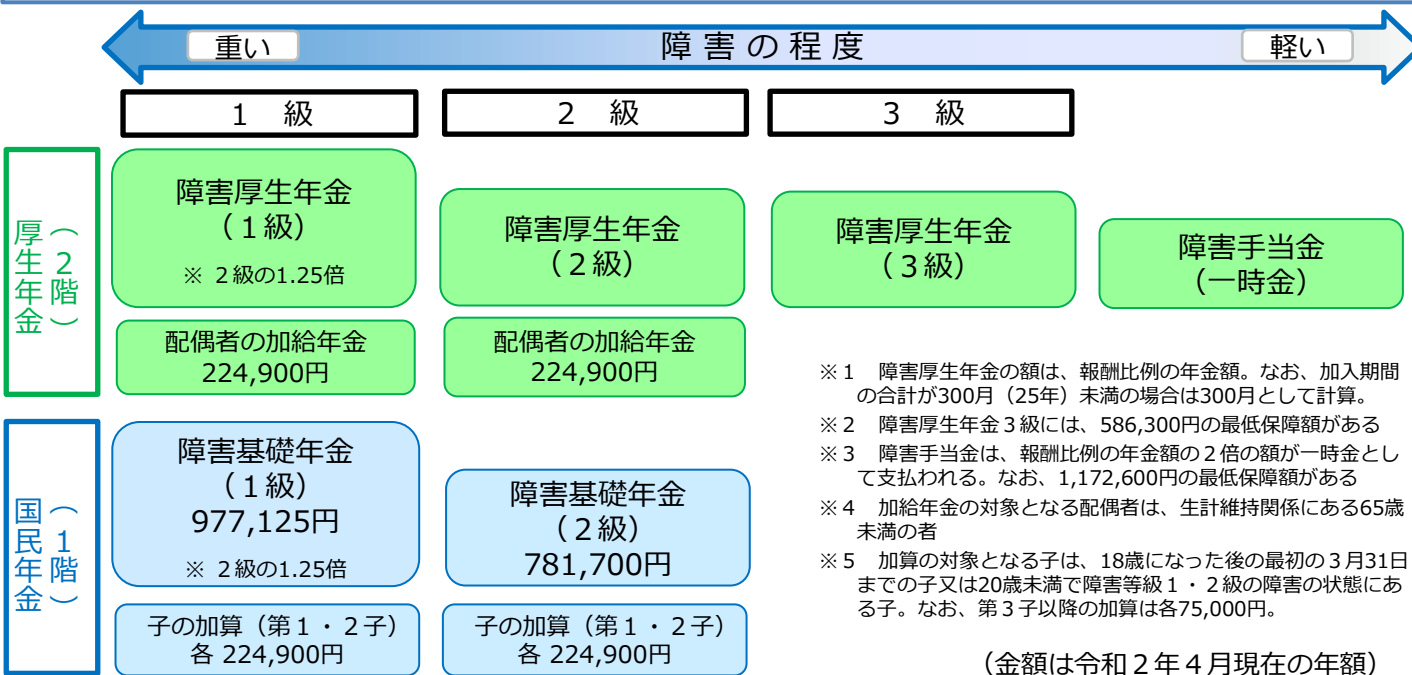 重い
障害の程度
軽い
１　級
２　級
３　級
厚生年金
（２階）
障害厚生年金
（１級）
※ ２級の1.25倍
障害厚生年金
（２級）
障害厚生年金
（３級）
障害手当金
（一時金）
配偶者の加給年金
224,900円
配偶者の加給年金
224,900円
国民年金
（１階）
障害基礎年金
（１級）
977,125円
※ ２級の1.25倍
障害基礎年金
（２級）
781,700円
子の加算（第１・２子）
各 224,900円
子の加算（第１・２子）
各 224,900円
※１　障害厚生年金の額は、報酬比例の年金額。なお、加入期間
の合計が300月（25年）未満の場合は300月として計算。
※２　障害厚生年金３級には、586,300円の最低保障額がある
※３　障害手当金は、報酬比例の年金額の２倍の額が一時金とし
て支払われる。なお、1,172,600円の最低保障額がある
※４　加給年金の対象となる配偶者は、生計維持関係にある65歳
未満の者
※５　加算の対象となる子は、18歳になった後の最初の３月31日
までの子又は20歳未満で障害等級１・２級の障害の状態にあ
る子。なお、第３子以降の加算は各75,000円。
（金額は令和２年４月現在の年額）